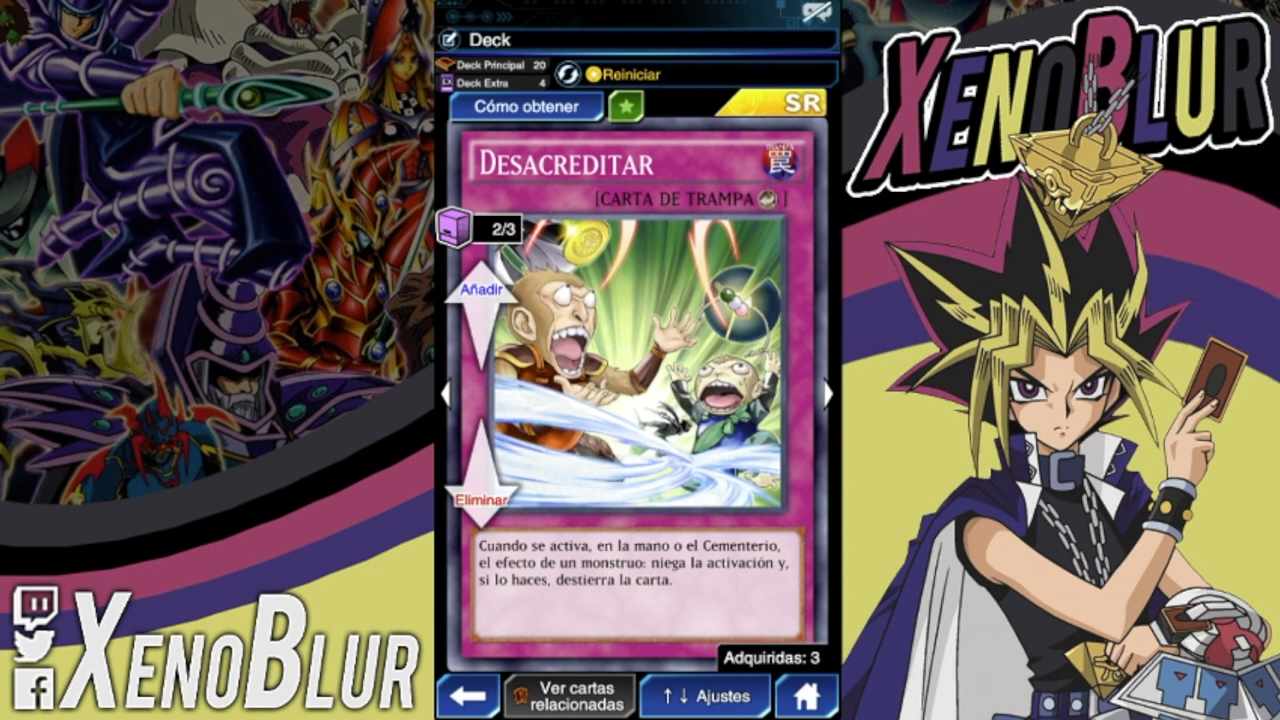 Deck
Deck Principal 20
Deck Extra 4
Reiniciar
Cómo obtener
SR
DESACREDITAR
TRAMPA
罠
[CARTA DE TRAMPA ]
2/3
Añadir
Eliminar
Cuando se activa, en la mano o el Cementerio,
el efecto de un monstruo: niega la activación y,
si lo haces, destierra la carta.
Adquiridas: 3
Ver cartas
relacionadas
↑↓ Ajustes
XENOBLUR
XENOBLUR